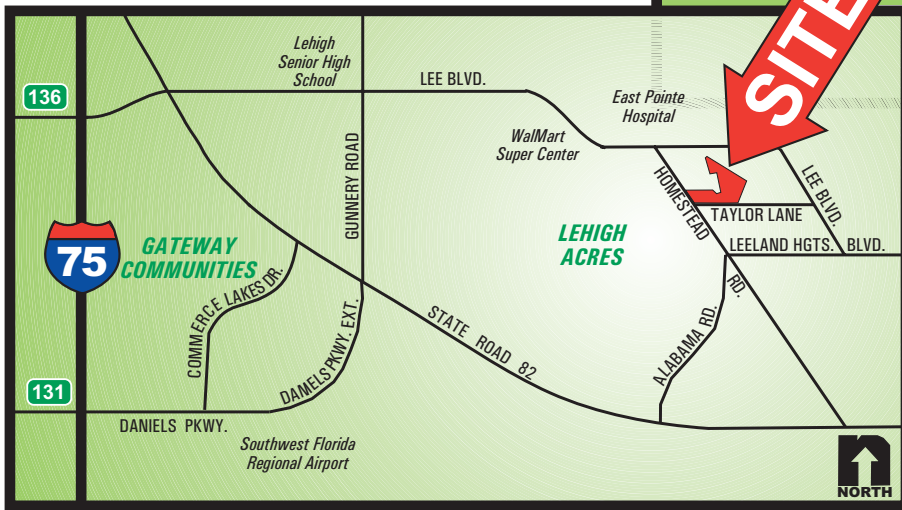 SITE
Lehigh
Senior High
School
LEE BLVD.
136
East Pointe
Hospital
WalMart
Super Center
GUNNERY ROAD
HOMESTEAD
RD.
LEE BLVD.
TAYLOR LANE
LEELAND HGTS. BLVD.
LEHIGH
ACRES
75
GATEWAY
COMMUNITIES
COMMERCE LAKES DR.
DAMELS PKWY. EXT.
STATE ROAD 82
ALABAMA RD.
131
DANIELS PKWY.
Southwest Florida
Regional Airport
n
NORTH